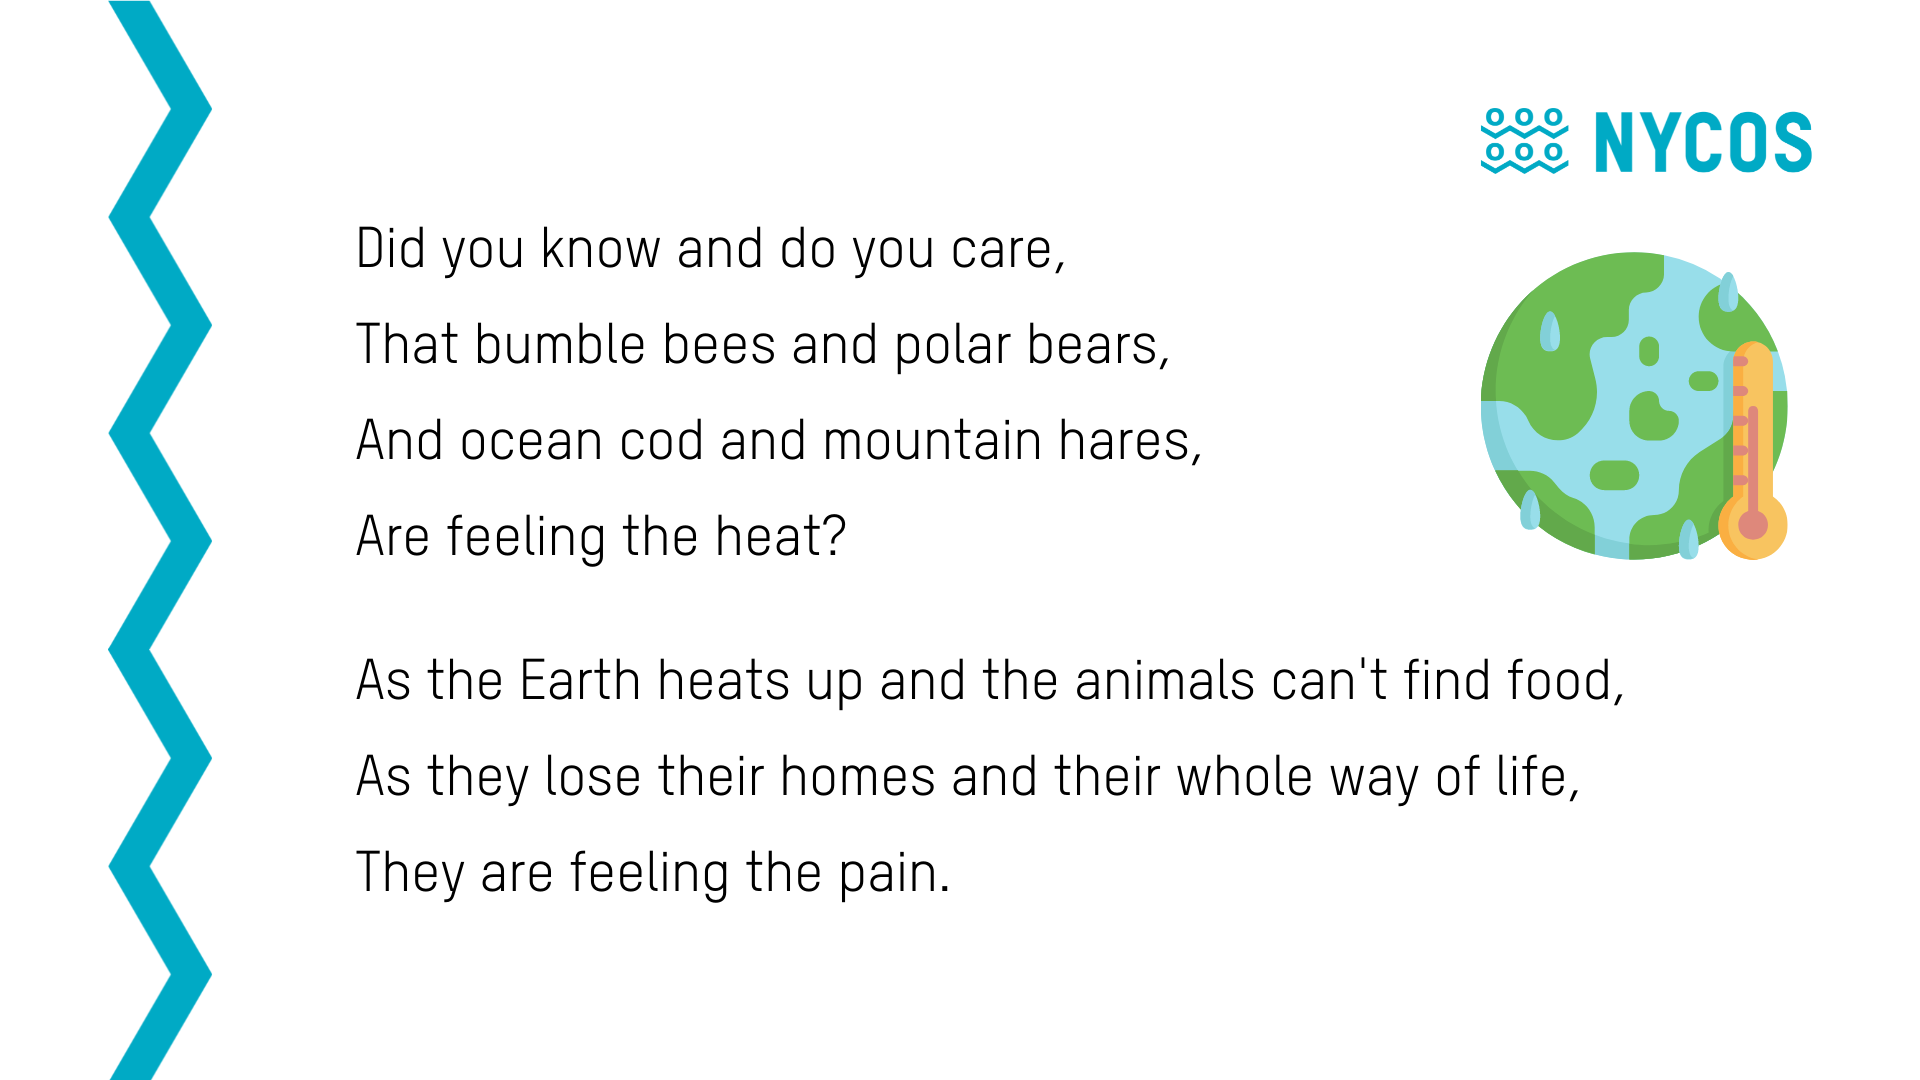 NYCOS
Did you know and do you care,
That bumble bees and polar bears,
And ocean cod and mountain hares,
Are feeling the heat?
As the Earth heats up and the animals can't find food,
As they lose their homes and their whole way of life,
They are feeling the pain.